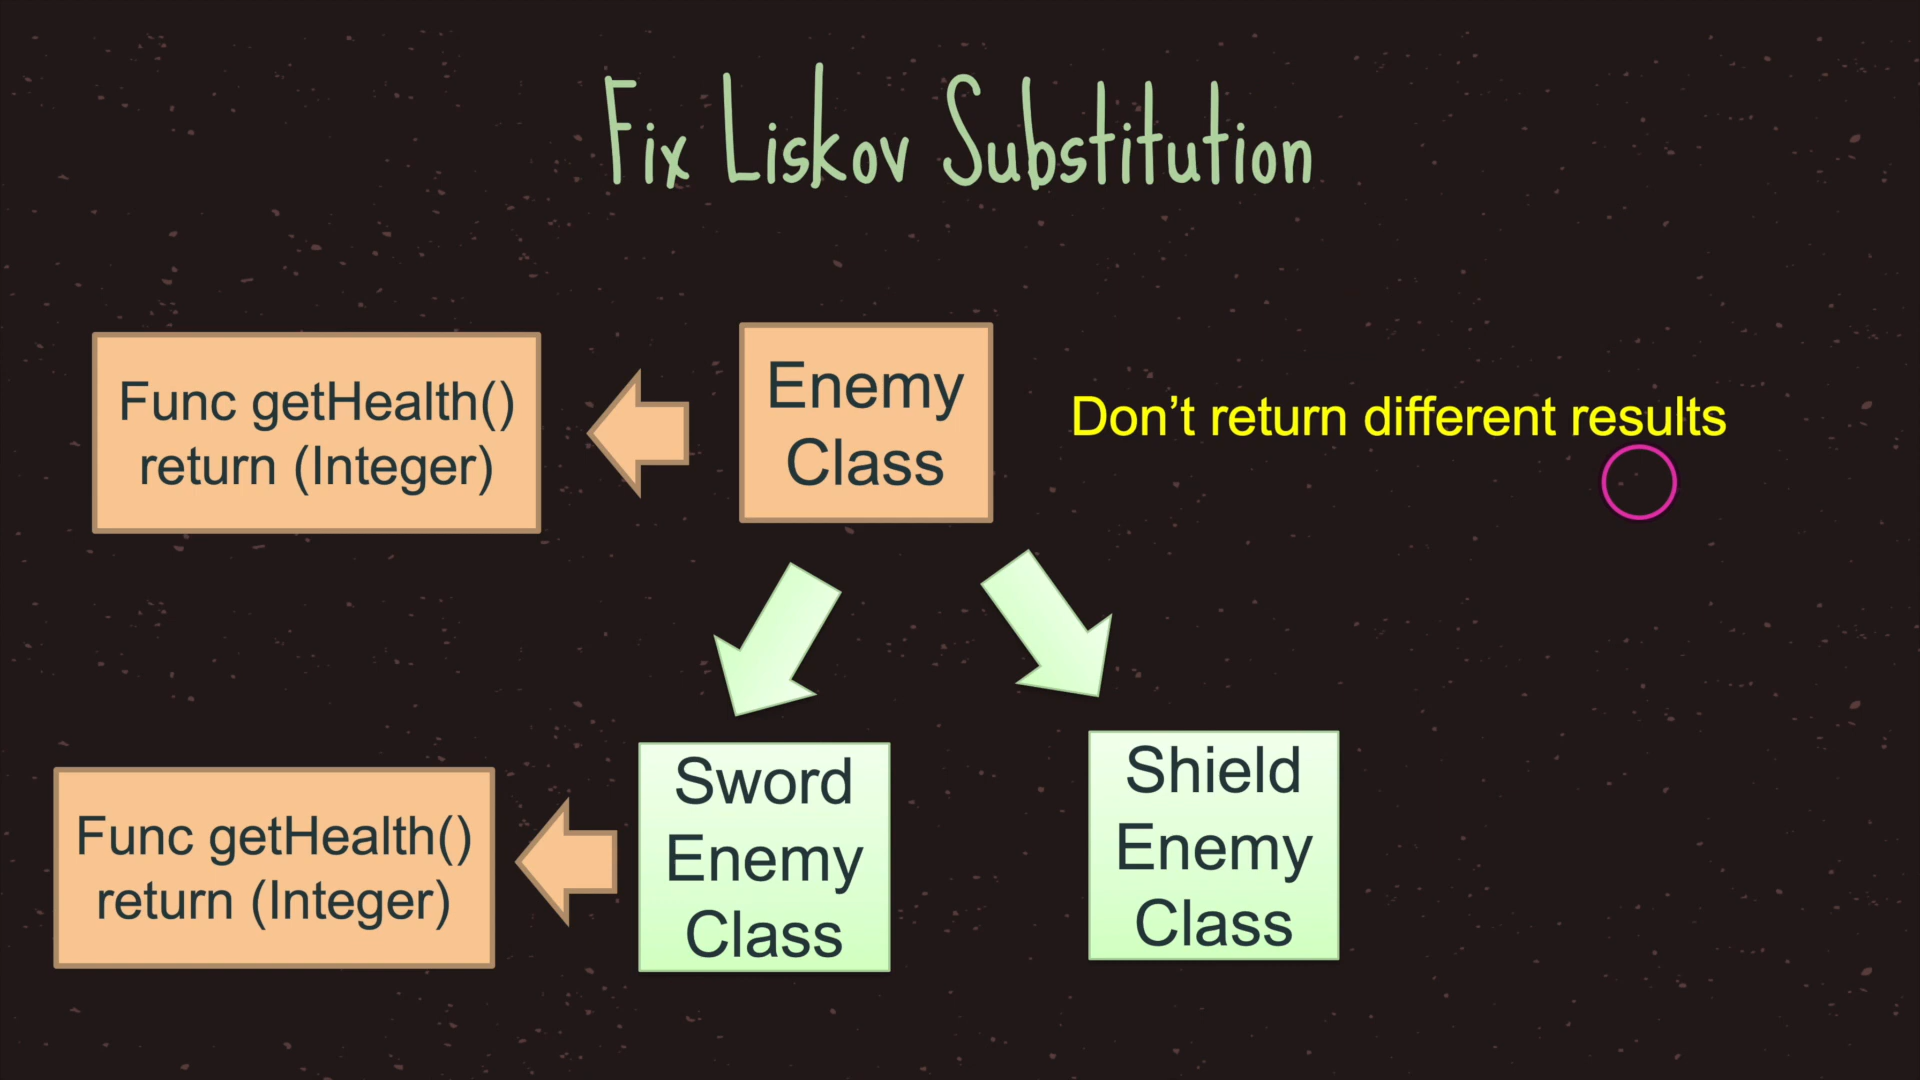 Fix Liskov Substitution
Func getHealth()
return (Integer)
Enemy
Class
Don’t return different results
Func getHealth()
return (Integer)
Sword
Enemy
Class
Shield
Enemy
Class